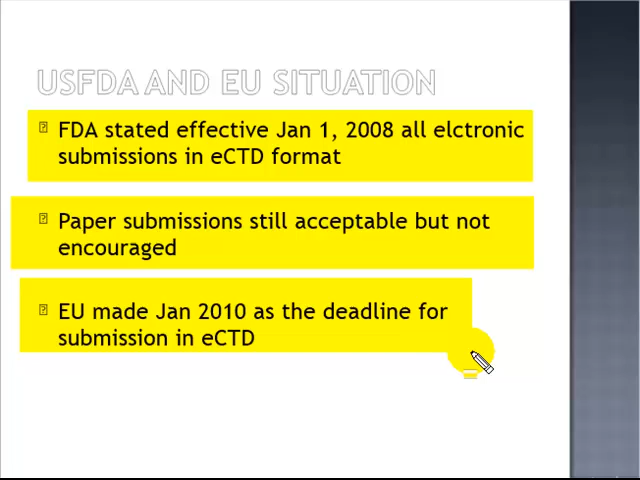 USFDA AND EU SITUATION
FDA stated effective Jan 1, 2008 all elctronic
submissions in eCTD format
Paper submissions still acceptable but not
encouraged
EU made Jan 2010 as the deadline for
submission in eCTD